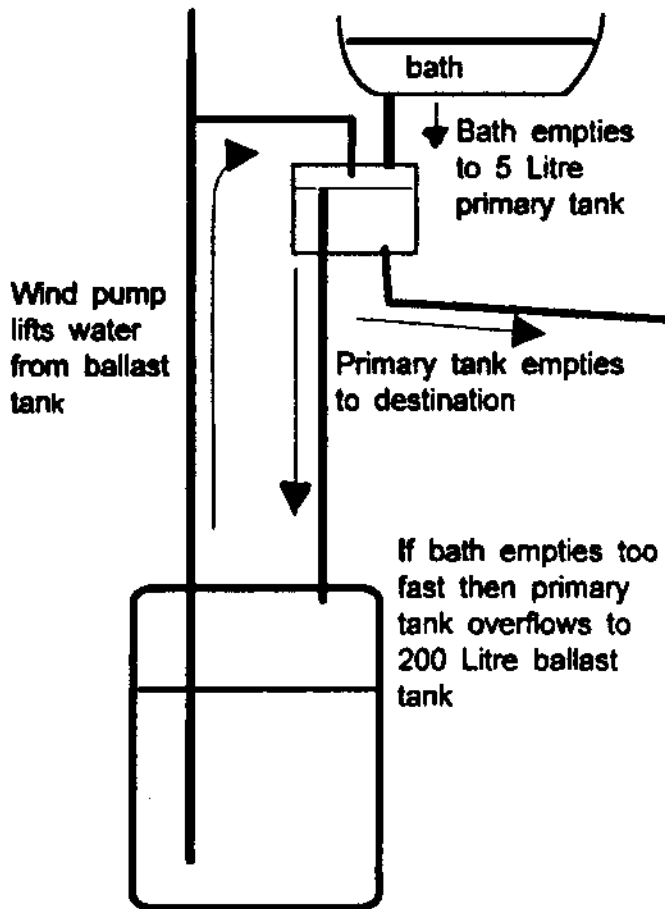 bath
Bath empties
to 5 Litre
primary tank
Wind pump
lifts water
from ballast
tank
Primary tank empties
to destination
If bath empties too
fast then primary
tank overflows to
200 Litre ballast
tank